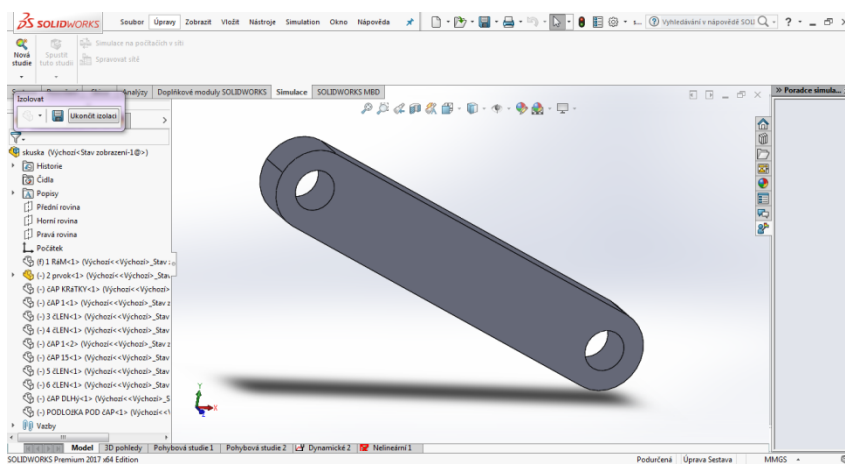 SOLIDWORKS Soubor Úpravy Zobrazit Vložit Nástroje Simulation Okno Nápověda Vyhledávání v nápovědě SOU
Nová studie
Spustit tuto studii
Simulace na počítačích v síti
Spravovat sítě
Analýzy Doplňkové moduly SOLIDWORKS Simulace SOLIDWORKS MBD
Izolovat
Ukončit izolaci
Poradce simula...
skuska (Výchozí<Stav zobrazení-1@>)
Historie
Čidla
Popisy
Přední rovina
Horní rovina
Pravá rovina
Počátek
(f) 1 RáM<1> (Výchozí<<Výchozí>_Stav z
(-) 2 prvok<1> (Výchozí<<Výchozí>_Stav
(-) čAP KRáTKY<1> (Výchozí<<Výchozí>
(-) čAP 1<1> (Výchozí<<Výchozí>_Stav z
(-) 3 čLEN<1> (Výchozí<<Výchozí>_Stav
(-) 4 čLEN<1> (Výchozí<<Výchozí>_Stav
(-) čAP 1<2> (Výchozí<<Výchozí>_Stav z
(-) čAP 15<1> (Výchozí<<Výchozí>_Stav
(-) 5 čLEN<1> (Výchozí<<Výchozí>_Stav
(-) 6 čLEN<1> (Výchozí<<Výchozí>_Stav
(-) čAP DLHý<1> (Výchozí<<Výchozí>_S
(-) PODLOžKA POD čAP<1> (Výchozí<<V
Vazby
Y
X
Model 3D pohledy Pohybová studie 1 Pohybová studie 2 Dynamické 2 Nelineární 1
SOLIDWORKS Premium 2017 x64 Edition Podurčená Úprava Sestava MMGS